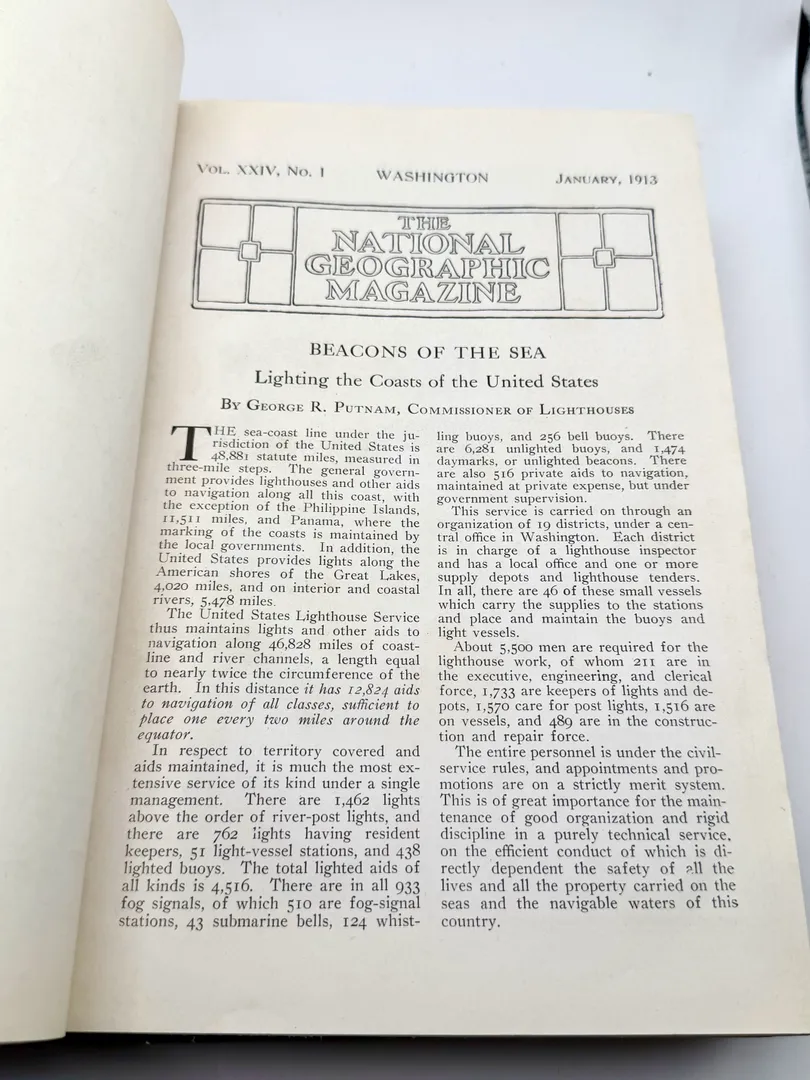 VOL. XXIV, No. 1 WASHINGTON JANUARY, 1913
THE
NATIONAL
GEOGRAPHIC
MAGAZINE
BEACONS OF THE SEA
Lighting the Coasts of the United States
BY GEORGE R. PUTNAM, COMMISSIONER OF LIGHTHOUSES
THE sea-coast line under the ju-
risdiction of the United States is
48,881 statute miles, measured in
three-mile steps. The general govern-
ment provides lighthouses and other aids
to navigation along all this coast, with
the exception of the Philippine Islands,
11,511 miles, and Panama, where the
marking of the coasts is maintained by
the local governments. In addition, the
United States provides lights along the
American shores of the Great Lakes,
4,020 miles, and on interior and coastal
rivers, 5,478 miles.
The United States Lighthouse Service
thus maintains lights and other aids to
navigation along 46,828 miles of coast-
line and river channels, a length equal
to nearly twice the circumference of the
earth. In this distance it has 12,824 aids
to navigation of all classes, sufficient to
place one every two miles around the
equator.
In respect to territory covered and
aids maintained, it is much the most ex-
tensive service of its kind under a single
management. There are 1,462 lights
above the order of river-post lights, and
there are 762 lights having resident
keepers, 51 light-vessel stations, and 438
lighted buoys. The total lighted aids of
all kinds is 4,516. There are in all 933
fog signals, of which 510 are fog-signal
stations, 43 submarine bells, 124 whist-
ling buoys, and 256 bell buoys. There
are 6,281 unlighted buoys, and 1,474
daymarks, or unlighted beacons. There
are also 516 private aids to navigation,
maintained at private expense, but under
government supervision.
This service is carried on through an
organization of 19 districts, under a cen-
tral office in Washington. Each district
is in charge of a lighthouse inspector
and has a local office and one or more
supply depots and lighthouse tenders.
In all, there are 46 of these small vessels
which carry the supplies to the stations
and place and maintain the buoys and
light vessels.
About 5,500 men are required for the
lighthouse work, of whom 211 are in
the executive, engineering, and clerical
force, 1,733 are keepers of lights and de-
pots, 1,570 care for post lights, 1,516 are
on vessels, and 489 are in the construc-
tion and repair force.
The entire personnel is under the civil-
service rules, and appointments and pro-
motions are on a strictly merit system.
This is of great importance for the main-
tenance of good organization and rigid
discipline in a purely technical service,
on the efficient conduct of which is di-
rectly dependent the safety of all the
lives and all the property carried on the
seas and the navigable waters of this
country.